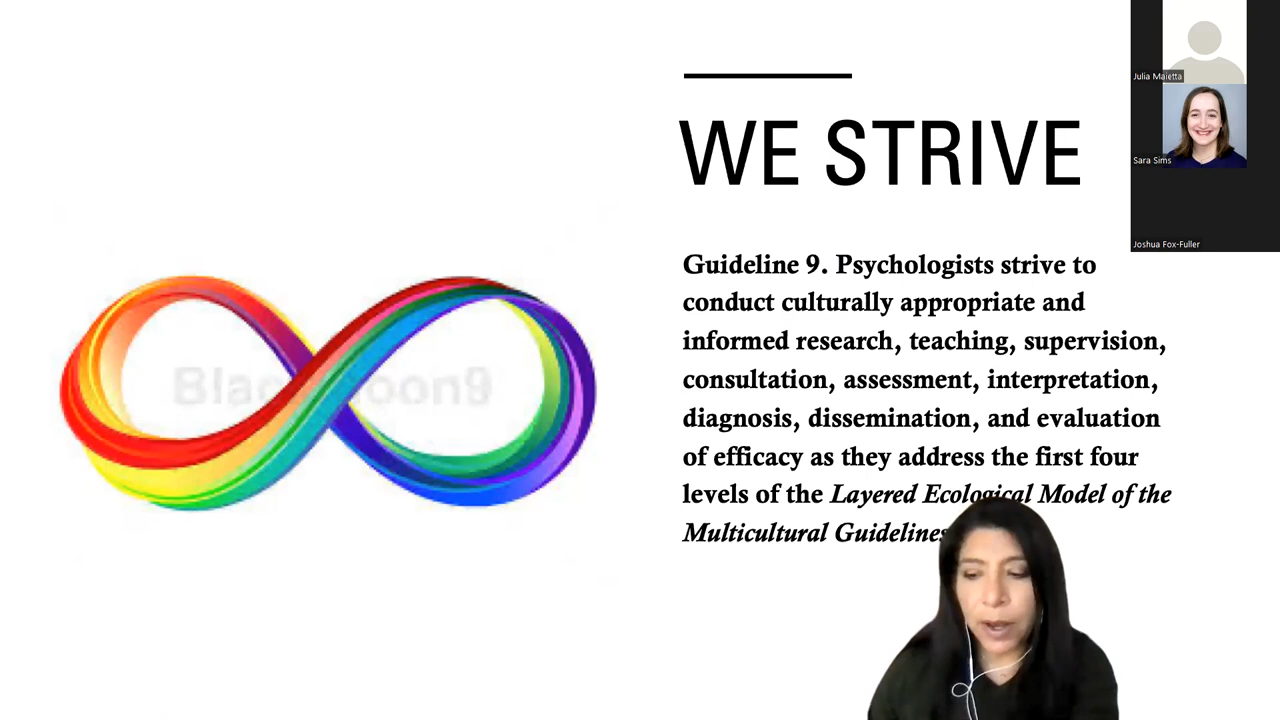 WE STRIVE
Guideline 9. Psychologists strive to
conduct culturally appropriate and
informed research, teaching, supervision,
consultation, assessment, interpretation,
diagnosis, dissemination, and evaluation
of efficacy as they address the first four
levels of the Layered Ecological Model of the
Multicultural Guidelines
Julia Maietta
Sara Sims
Joshua Fox-Fuller